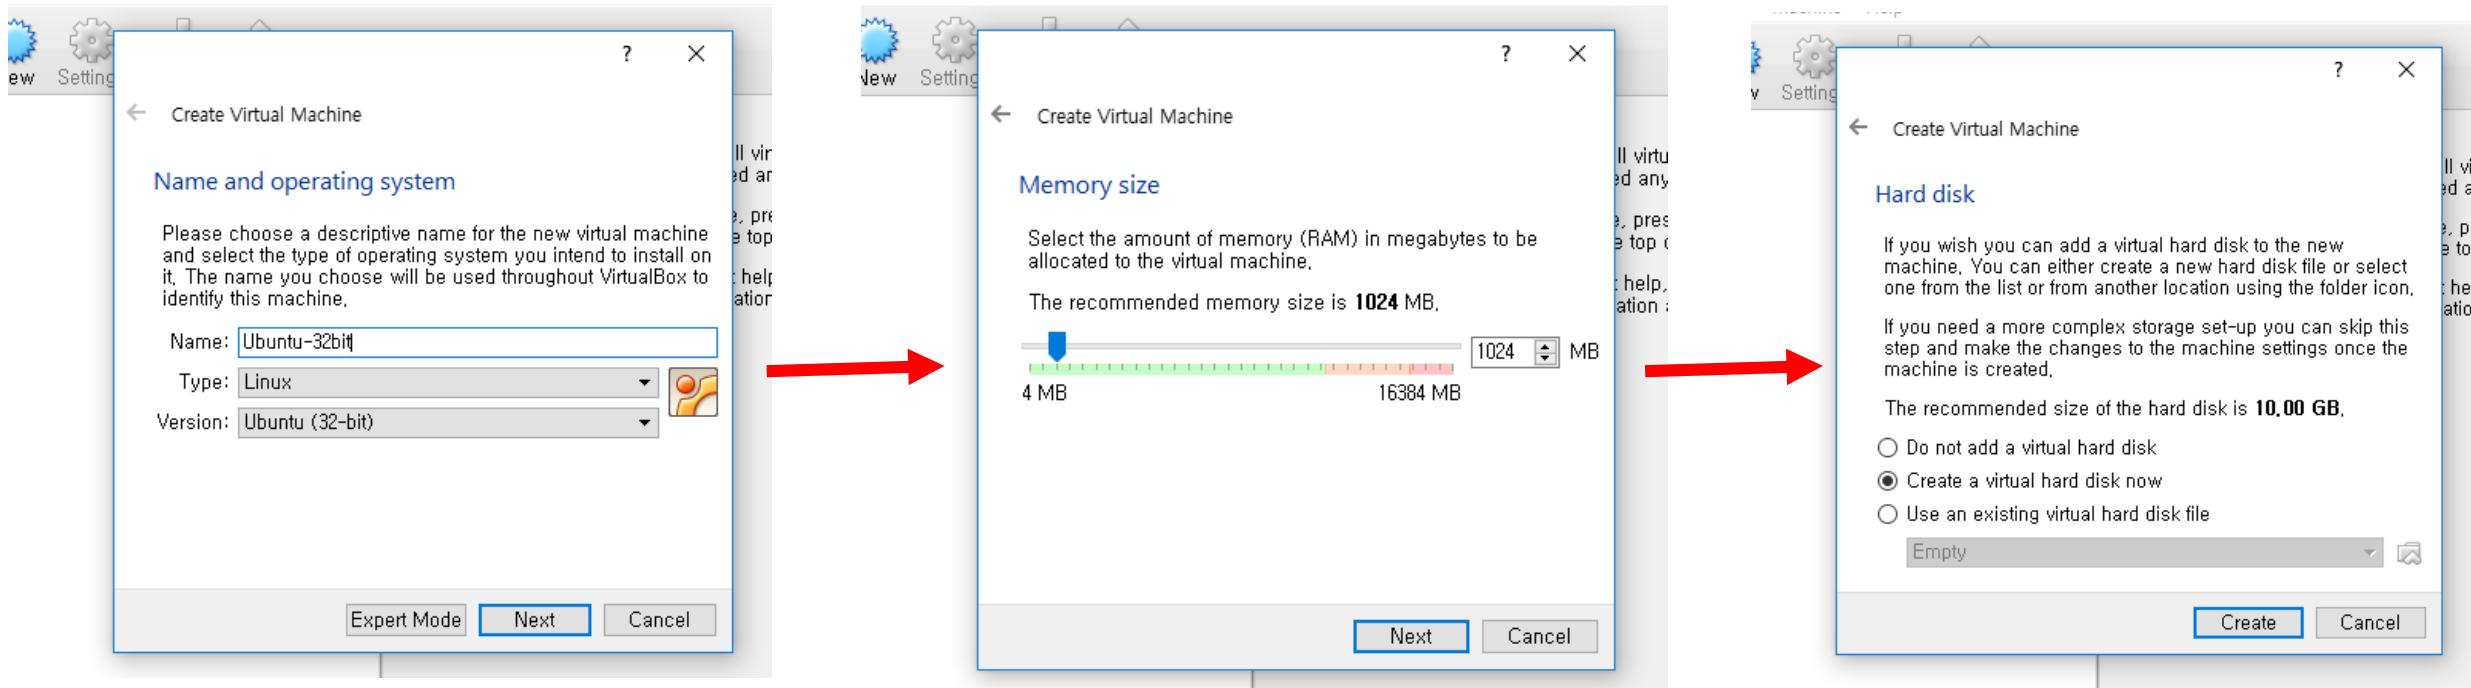 Setting
Create Virtual Machine
Name and operating system
Please choose a descriptive name for the new virtual machine
and select the type of operating system you intend to install on
it. The name you choose will be used throughout VirtualBox to
identify this machine.
Name: Ubuntu-32bit
Type: Linux
Version: Ubuntu (32-bit)
Expert Mode Next Cancel
New Setting
? ×
Create Virtual Machine
Memory size
Select the amount of memory (RAM) in megabytes to be
allocated to the virtual machine.
The recommended memory size is 1024 MB.
1024 MB
4 MB 16384 MB
Next Cancel
Setting
? ×
Create Virtual Machine
Hard disk
If you wish you can add a virtual hard disk to the new
machine. You can either create a new hard disk file or select
one from the list or from another location using the folder icon.
If you need a more complex storage set-up you can skip this
step and make the changes to the machine settings once the
machine is created.
The recommended size of the hard disk is 10.00 GB.
Do not add a virtual hard disk
Create a virtual hard disk now
Use an existing virtual hard disk file
Empty
Create Cancel